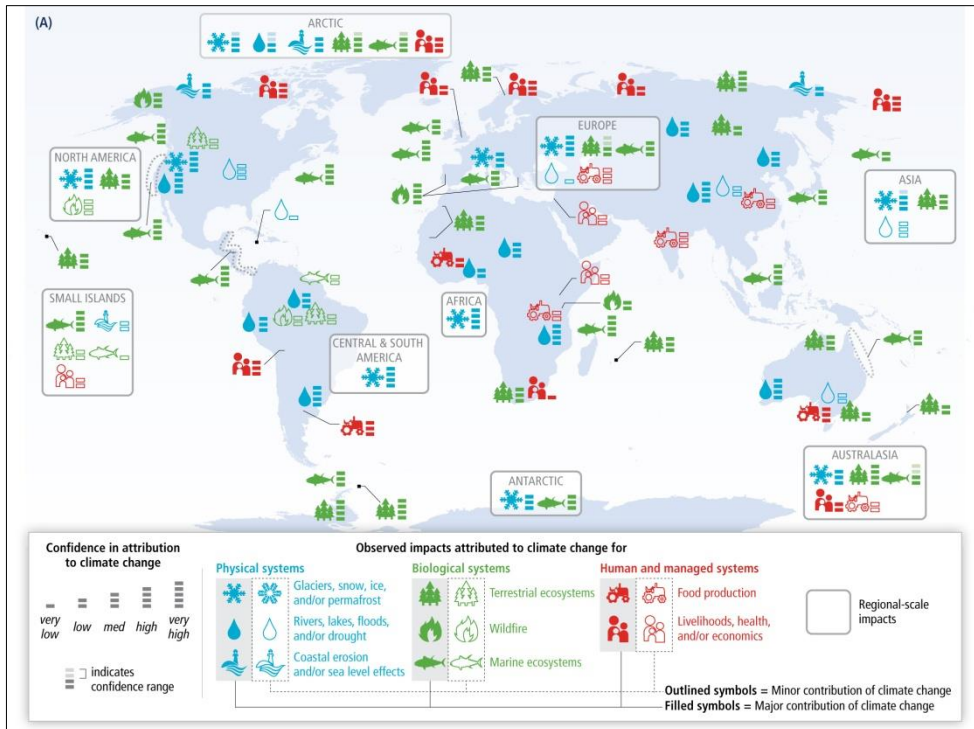 (A)
ARCTIC
NORTH AMERICA
EUROPE
ASIA
SMALL ISLANDS
AFRICA
CENTRAL & SOUTH
AMERICA
ANTARCTIC
AUSTRALASIA
Confidence in attribution
to climate change
very
low
low
med
high
very
high
indicates
confidence range
Observed impacts attributed to climate change for
Physical systems
Glaciers, snow, ice,
and/or permafrost
Rivers, lakes, floods,
and/or drought
Coastal erosion
and/or sea level effects
Biological systems
Terrestrial ecosystems
Wildfire
Marine ecosystems
Human and managed systems
Food production
Livelihoods, health,
and/or economics
Regional-scale
impacts
Outlined symbols = Minor contribution of climate change
Filled symbols = Major contribution of climate change